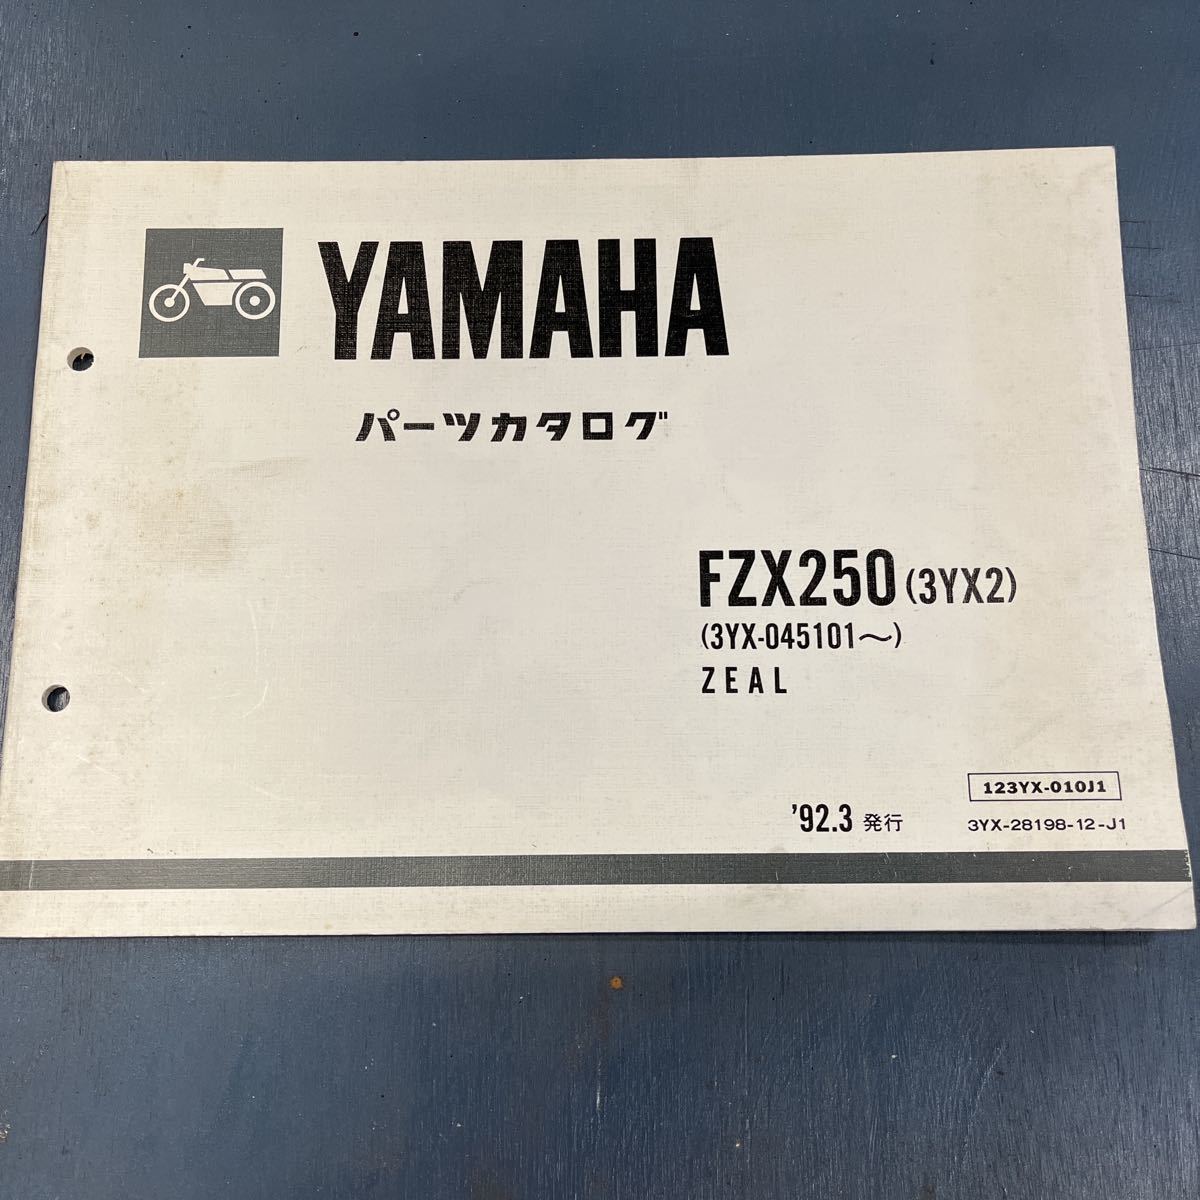 YAMAHA
パーツカタログ
FZX250 (3YX2)
(3YX-045101～)
ZEAL
123YX-010J1
'92.3 発行
3YX-28198-12-J1